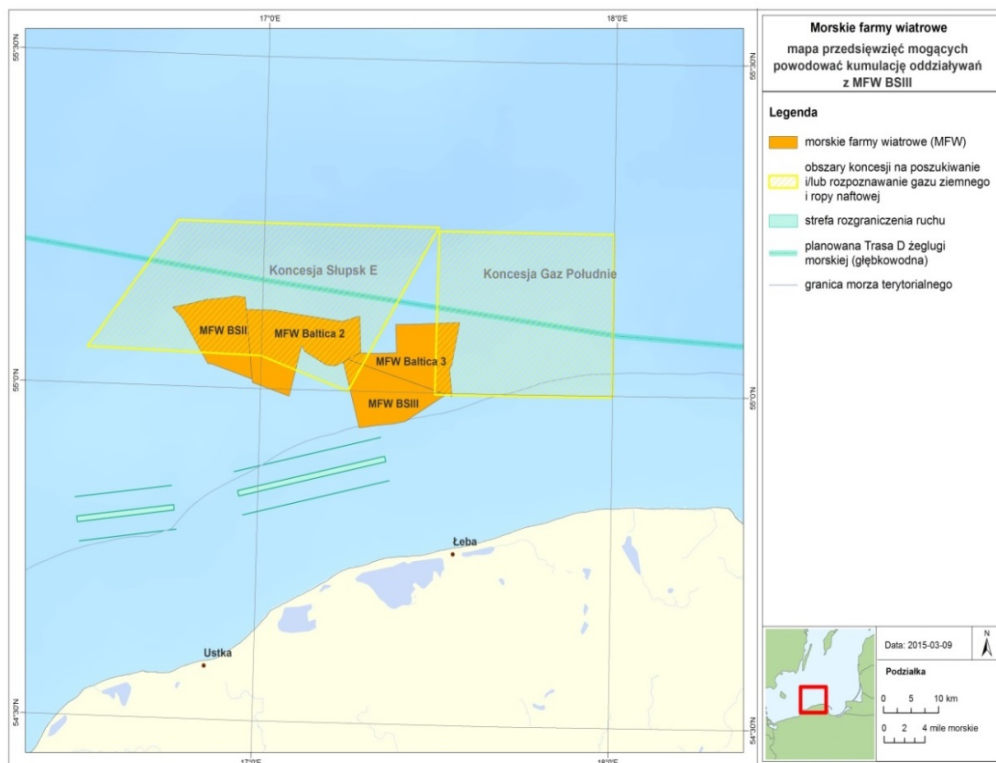 Morskie farmy wiatrowe
mapa przedsięwzięć mogących
powodować kumulację oddziaływań
z MFW BSIII
Legenda
morskie farmy wiatrowe (MFW)
obszary koncesji na poszukiwanie
i/lub rozpoznawanie gazu ziemnego
i ropy naftowej
strefa rozgraniczenia ruchu
planowana Trasa D żeglugi
morskiej (głębkowodna)
granica morza terytorialnego
17°0'E
18°0'E
55°30'N
55°30'N
Koncesja Słupsk E
Koncesja Gaz Południe
MFW BSII
MFW Baltica 2
MFW Baltica 3
MFW BSIII
55°0'N
55°0'N
Łeba
Ustka
54°30'N
54°30'N
17°0'E
18°0'E
Data: 2015-03-09
N
Podziałka
0 5 10 km
0 2 4 mile morskie